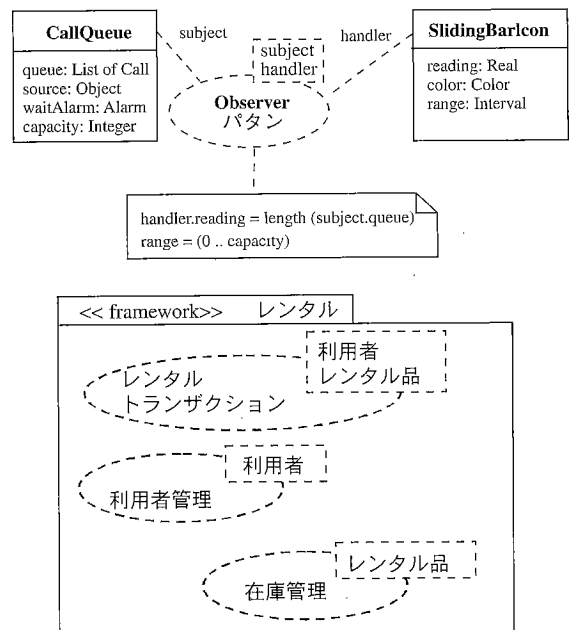 CallQueue
queue: List of Call
source: Object
waitAlarm: Alarm
capacity: Integer
subject
subject
handler
Observer
パタン
handler
SlidingBarIcon
reading: Real
color: Color
range: Interval
handler.reading = length (subject.queue)
range = (0 .. capacity)
<< framework>> レンタル
利用者
レンタル品
レンタル
トランザクション
利用者
利用者管理
レンタル品
在庫管理